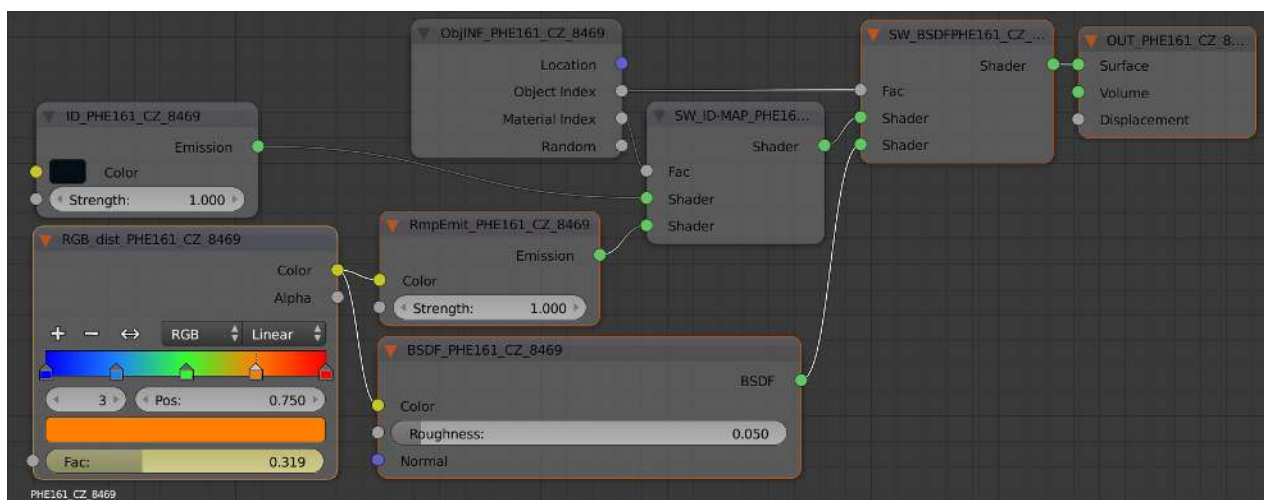 ObjINF_PHE161_CZ_8469
Location
Object Index
Material Index
Random
SW_BSDFPHE161_CZ_...
Shader
Fac
Shader
Shader
OUT_PHE161_CZ_8...
Surface
Volume
Displacement
ID_PHE161_CZ_8469
Emission
Color
Strength: 1.000
SW_ID-MAP_PHE16...
Shader
Fac
Shader
Shader
RGB_dist_PHE161_CZ_8469
Color
Alpha
RGB Linear
3 Pos: 0.750
Fac: 0.319
RmpEmit_PHE161_CZ_8469
Emission
Color
Strength: 1.000
BSDF_PHE161_CZ_8469
BSDF
Color
Roughness: 0.050
Normal
PHE161_CZ_8469